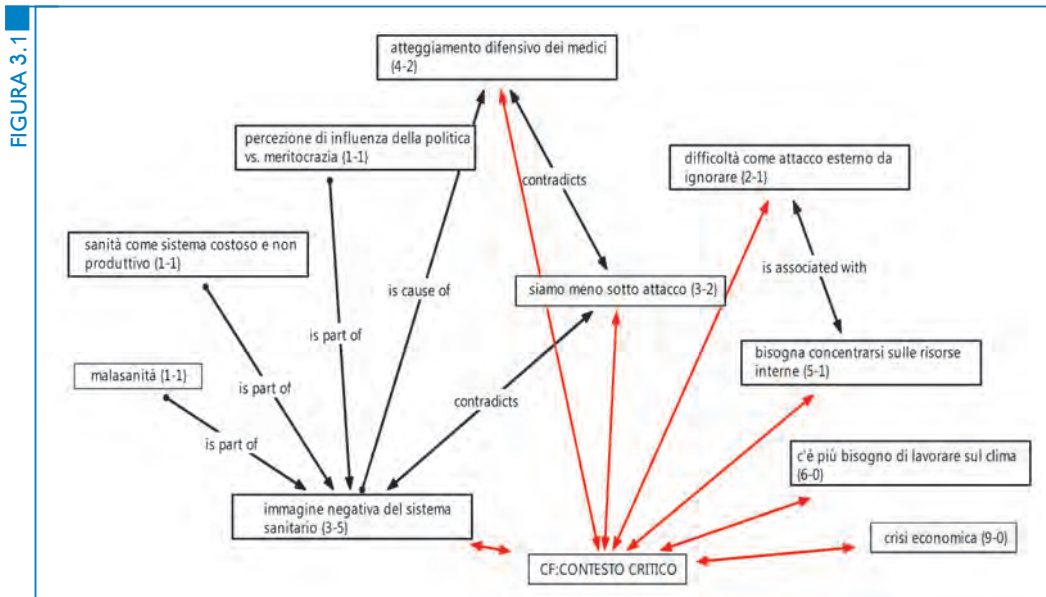 FIGURA 3.1
atteggiamento difensivo dei medici
(4-2)
percezione di influenza della politica
vs. meritocrazia (1-1)
difficoltà come attacco esterno da
ignorare (2-1)
contradicts
sanità come sistema costoso e non
produttivo (1-1)
is associated with
is cause of
siamo meno sotto attacco (3-2)
is part of
bisogna concentrarsi sulle risorse
interne (5-1)
malasanità (1-1)
is part of
contradicts
is part of
c'è più bisogno di lavorare sul clima
(6-0)
immagine negativa del sistema
sanitario (3-5)
crisi economica (9-0)
CF:CONTESTO CRITICO